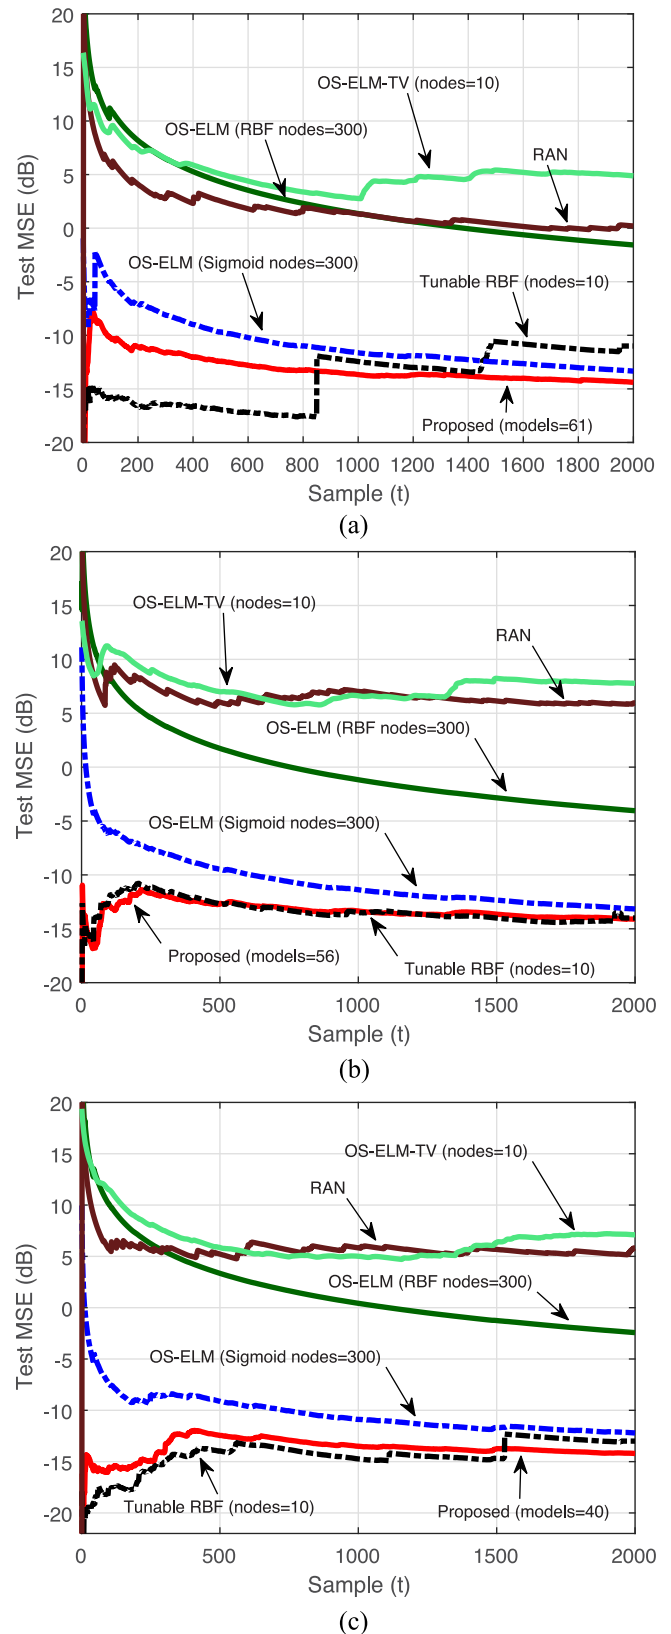 20
15
10
5
0
-5
-10
-15
-20
Test MSE (dB)
OS-ELM-TV (nodes=10)
OS-ELM (RBF nodes=300)
RAN
OS-ELM (Sigmoid nodes=300)
Tunable RBF (nodes=10)
Proposed (models=61)
0 200 400 600 800 1000 1200 1400 1600 1800 2000
Sample (t)
(a)
20
15
10
5
0
-5
-10
-15
-20
Test MSE (dB)
OS-ELM-TV (nodes=10)
RAN
OS-ELM (RBF nodes=300)
OS-ELM (Sigmoid nodes=300)
Proposed (models=56)
Tunable RBF (nodes=10)
0 500 1000 1500 2000
Sample (t)
(b)
20
15
10
5
0
-5
-10
-15
-20
Test MSE (dB)
OS-ELM-TV (nodes=10)
RAN
OS-ELM (RBF nodes=300)
OS-ELM (Sigmoid nodes=300)
Tunable RBF (nodes=10)
Proposed (models=40)
0 500 1000 1500 2000
Sample (t)
(c)